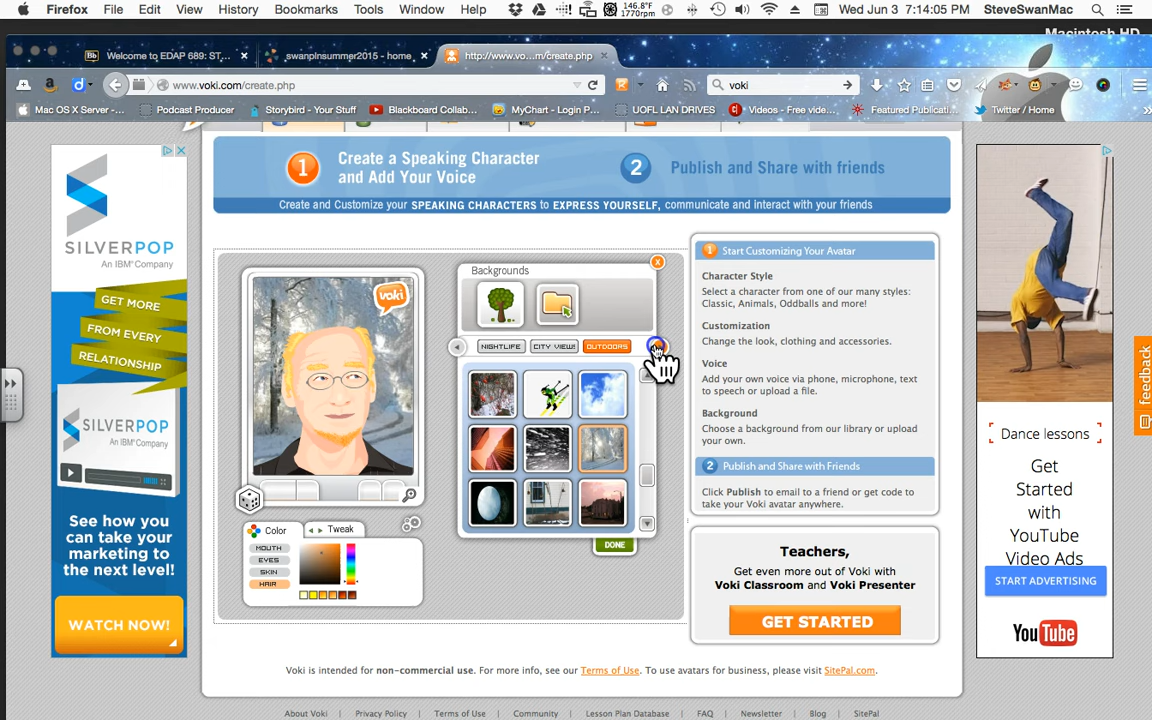 Firefox File Edit View History Bookmarks Tools Window Help 146.8°F 1770rpm Wed Jun 3 7:14:05 PM SteveSwanMac
Macintosh HD
Welcome to EDAP 689: ST... swanplnsummer2015 - home http://www.vo...m/create.php
www.voki.com/create.php voki
Mac OS X Server -... Podcast Producer Storybird - Your Stuff Blackboard Collab... MyChart - Login P... UOFL LAN DRIVES Videos - Free vide... Featured Publicati... Twitter / Home
1 Create a Speaking Character
and Add Your Voice
2 Publish and Share with friends
Create and Customize your SPEAKING CHARACTERS to EXPRESS YOURSELF, communicate and interact with your friends
SILVERPOP
An IBM Company
GET MORE
FROM EVERY
RELATIONSHIP
SILVERPOP
An IBM Company
See how you
can take your
marketing to
the next level!
WATCH NOW!
voki
Color Tweak
MOUTH
EYES
SKIN
HAIR
Backgrounds
NIGHTLIFE CITY VIEW! OUTDOORS
DONE
1 Start Customizing Your Avatar
Character Style
Select a character from one of our many styles:
Classic, Animals, Oddballs and more!
Customization
Change the look, clothing and accessories.
Voice
Add your own voice via phone, microphone, text
to speech or upload a file.
Background
Choose a background from our library or upload
your own.
2 Publish and Share with Friends
Click Publish to email to a friend or get code to
take your Voki avatar anywhere.
Teachers,
Get even more out of Voki with
Voki Classroom and Voki Presenter
GET STARTED
Dance lessons
Get
Started
with
YouTube
Video Ads
START ADVERTISING
YouTube
feedback
Voki is intended for non-commercial use. For more info, see our Terms of Use. To use avatars for business, please visit SitePal.com.
About Voki | Privacy Policy | Terms of Use | Community | Lesson Plan Database | FAQ | Newsletter | Blog | SitePal